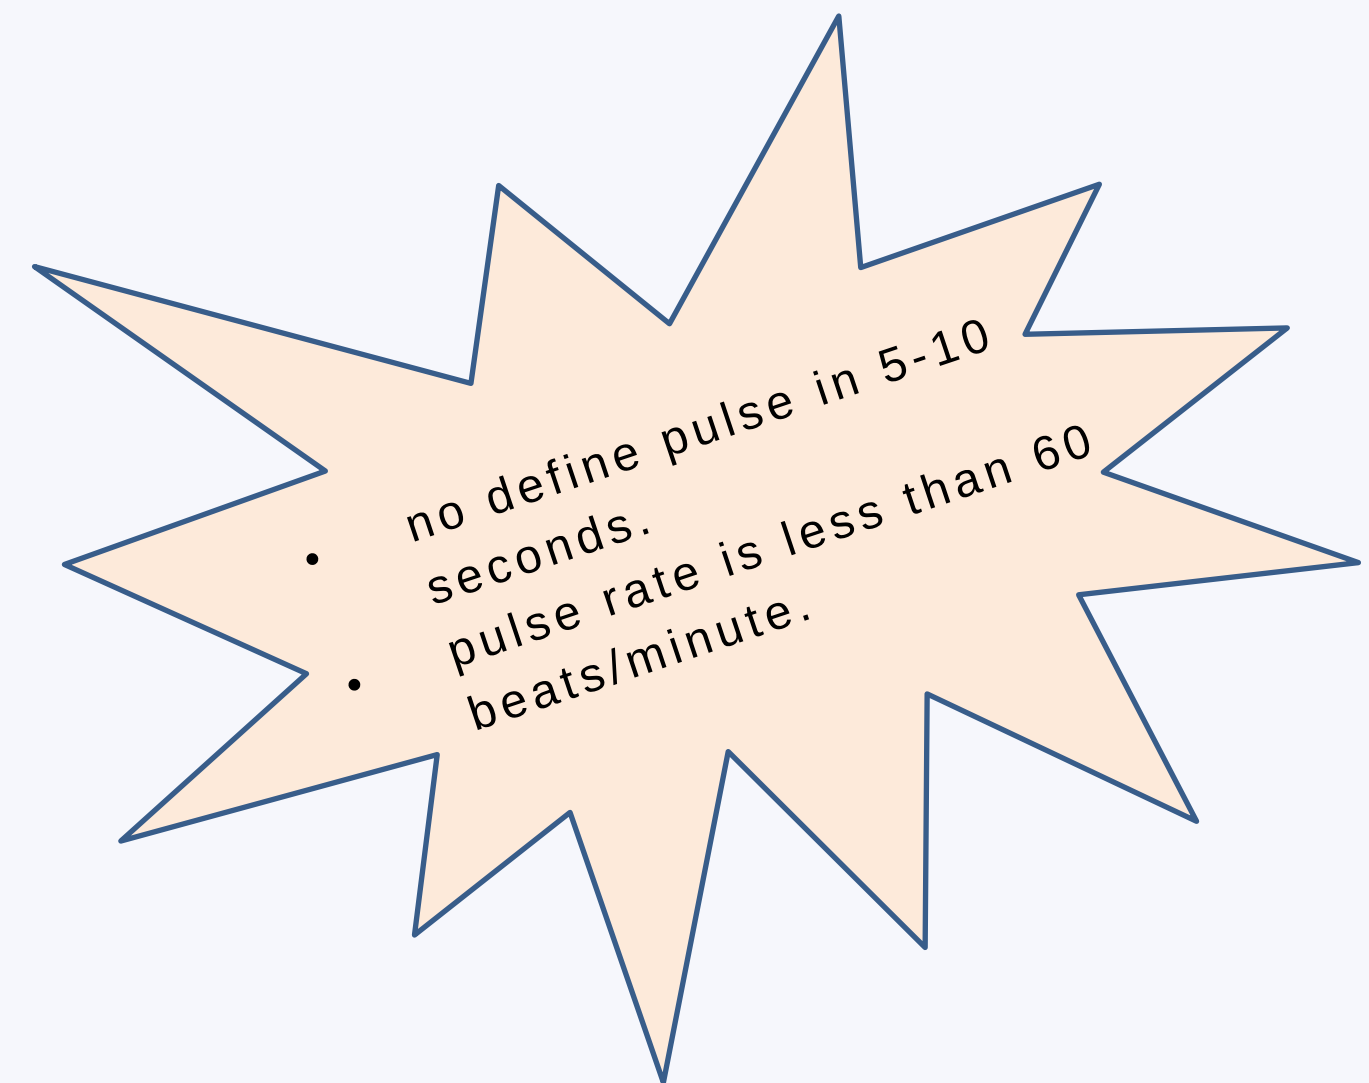 • no define pulse in 5-10
seconds.
• pulse rate is less than 60
beats/minute.